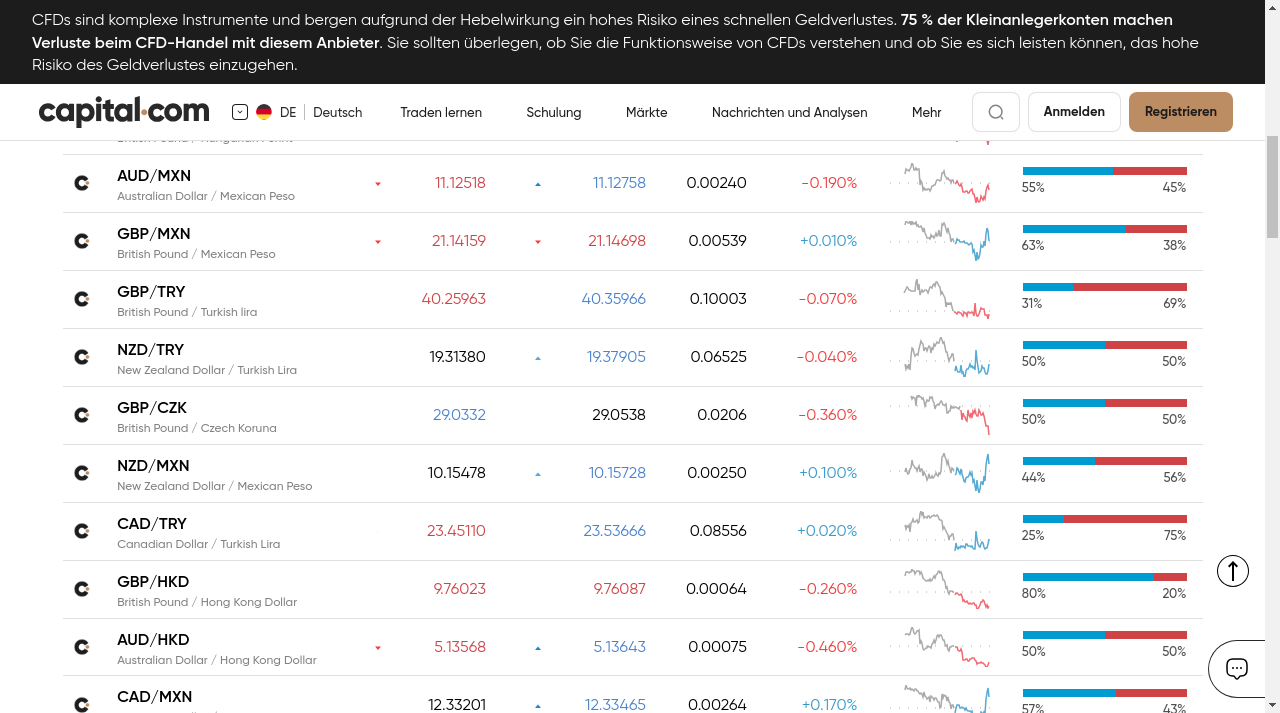 CFDs sind komplexe Instrumente und bergen aufgrund der Hebelwirkung ein hohes Risiko eines schnellen Geldverlustes. 75 % der Kleinanlegerkonten machen
Verluste beim CFD-Handel mit diesem Anbieter. Sie sollten überlegen, ob Sie die Funktionsweise von CFDs verstehen und ob Sie es sich leisten können, das hohe
Risiko des Geldverlustes einzugehen.
capital.com DE Deutsch Traden lernen Schulung Märkte Nachrichten und Analysen Mehr Anmelden Registrieren
AUD/MXN 11.12518 11.12758 0.00240 -0.190%
Australian Dollar / Mexican Peso 55% 45%
GBP/MXN 21.14159 21.14698 0.00539 +0.010%
British Pound / Mexican Peso 63% 38%
GBP/TRY 40.25963 40.35966 0.10003 -0.070%
British Pound / Turkish lira 31% 69%
NZD/TRY 19.31380 19.37905 0.06525 -0.040%
New Zealand Dollar / Turkish Lira 50% 50%
GBP/CZK 29.0332 29.0538 0.0206 -0.360%
British Pound / Czech Koruna 50% 50%
NZD/MXN 10.15478 10.15728 0.00250 +0.100%
New Zealand Dollar / Mexican Peso 44% 56%
CAD/TRY 23.45110 23.53666 0.08556 +0.020%
Canadian Dollar / Turkish Lira 25% 75%
GBP/HKD 9.76023 9.76087 0.00064 -0.260%
British Pound / Hong Kong Dollar 80% 20%
AUD/HKD 5.13568 5.13643 0.00075 -0.460%
Australian Dollar / Hong Kong Dollar 50% 50%
CAD/MXN 12.33201 12.33465 0.00264 +0.170%
57% 43%